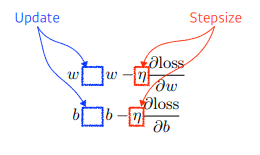 Update Stepsize
w □ w − η ∂loss/∂w
b □ b − η ∂loss/∂b